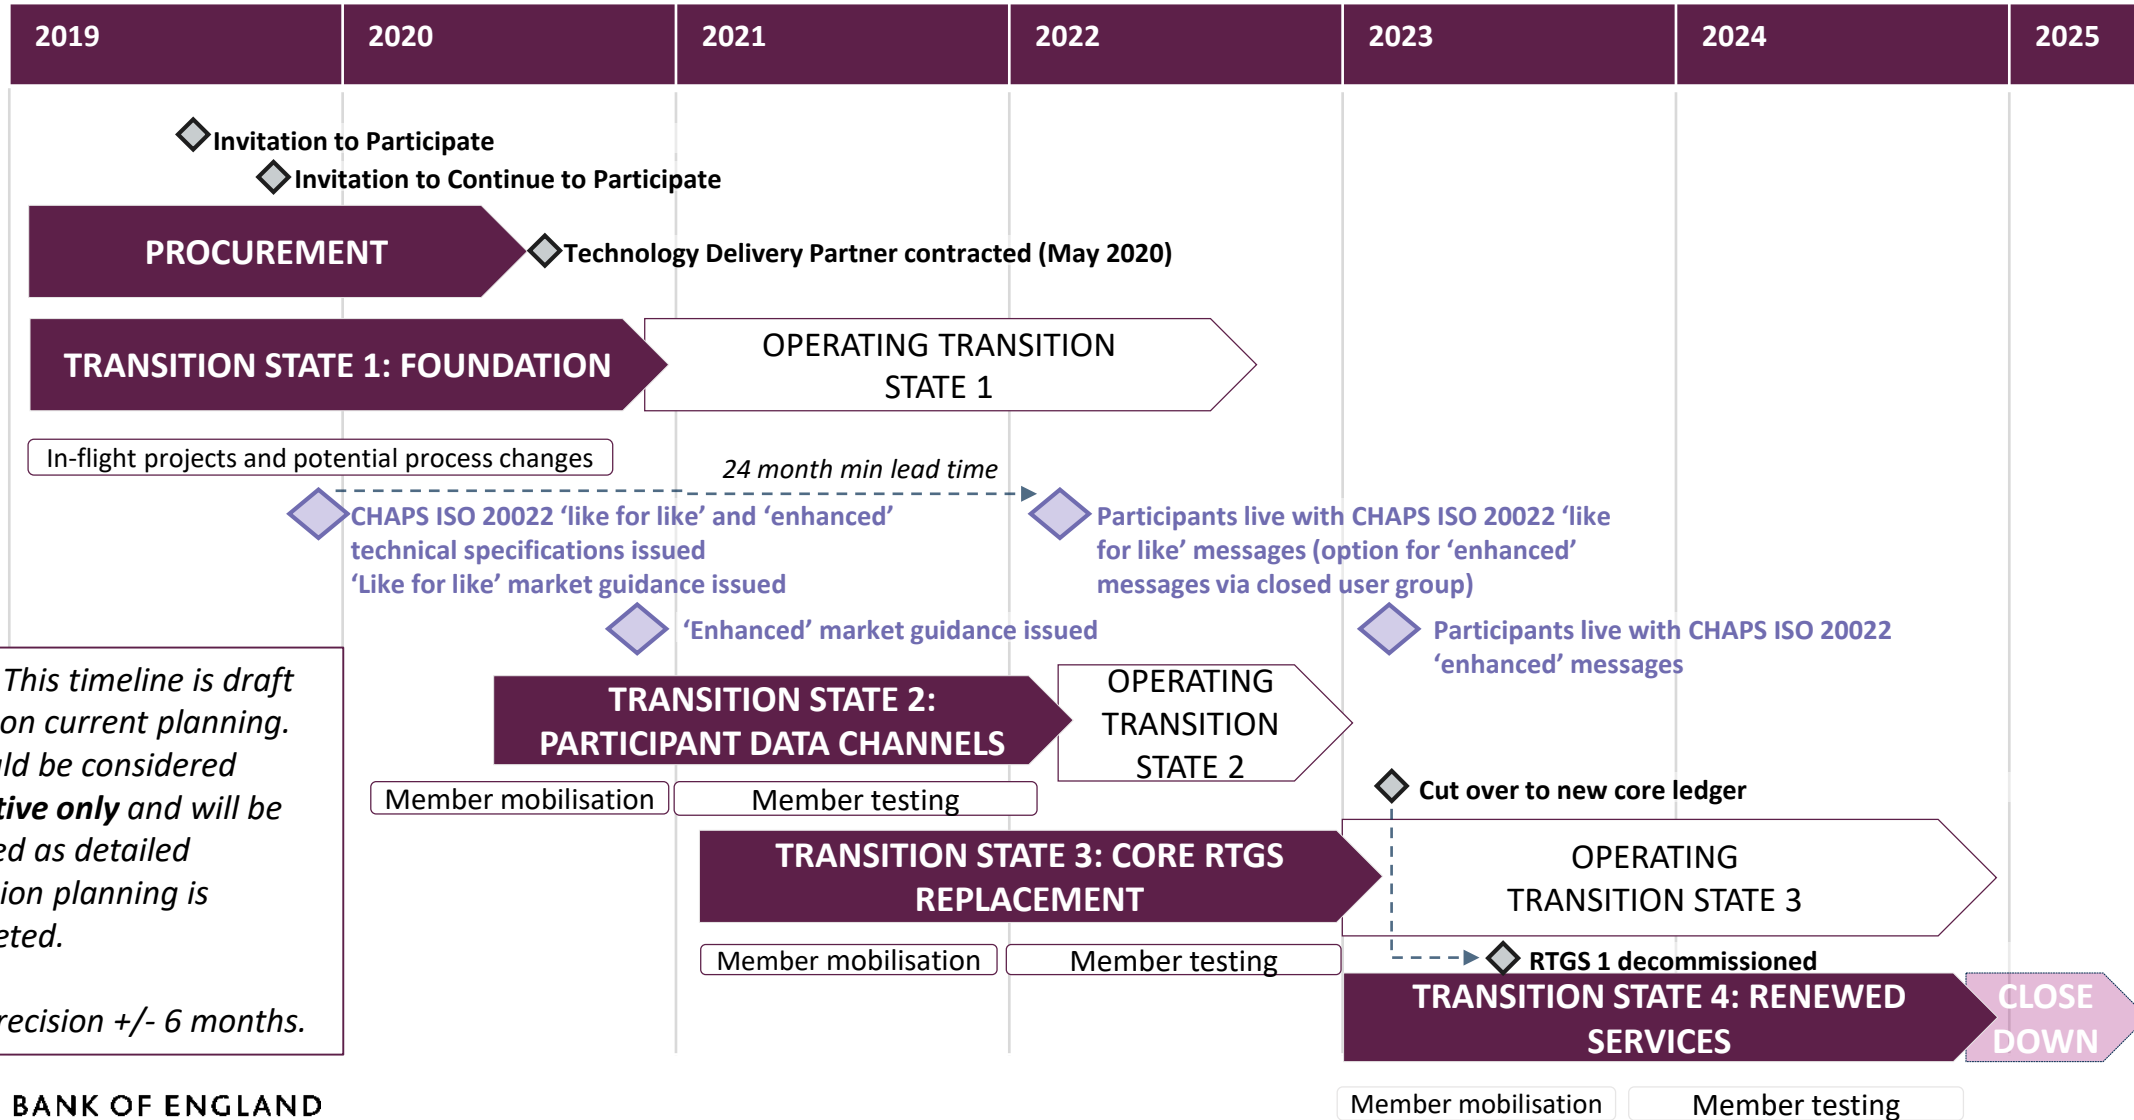 2019 2020 2021 2022 2023 2024 2025
Invitation to Participate
Invitation to Continue to Participate
PROCUREMENT
Technology Delivery Partner contracted (May 2020)
TRANSITION STATE 1: FOUNDATION
OPERATING TRANSITION
STATE 1
In-flight projects and potential process changes
24 month min lead time
CHAPS ISO 20022 ‘like for like’ and ‘enhanced’
technical specifications issued
‘Like for like’ market guidance issued
Participants live with CHAPS ISO 20022 ‘like
for like’ messages (option for ‘enhanced’
messages via closed user group)
‘Enhanced’ market guidance issued
Participants live with CHAPS ISO 20022
‘enhanced’ messages
This timeline is draft
on current planning.
uld be considered
tive only and will be
ed as detailed
ion planning is
eted.
recision +/- 6 months.
TRANSITION STATE 2:
PARTICIPANT DATA CHANNELS
OPERATING
TRANSITION
STATE 2
Member mobilisation
Member testing
Cut over to new core ledger
TRANSITION STATE 3: CORE RTGS
REPLACEMENT
OPERATING
TRANSITION STATE 3
Member mobilisation
Member testing
RTGS 1 decommissioned
TRANSITION STATE 4: RENEWED
SERVICES
CLOSE
DOWN
Member mobilisation
Member testing
BANK OF ENGLAND